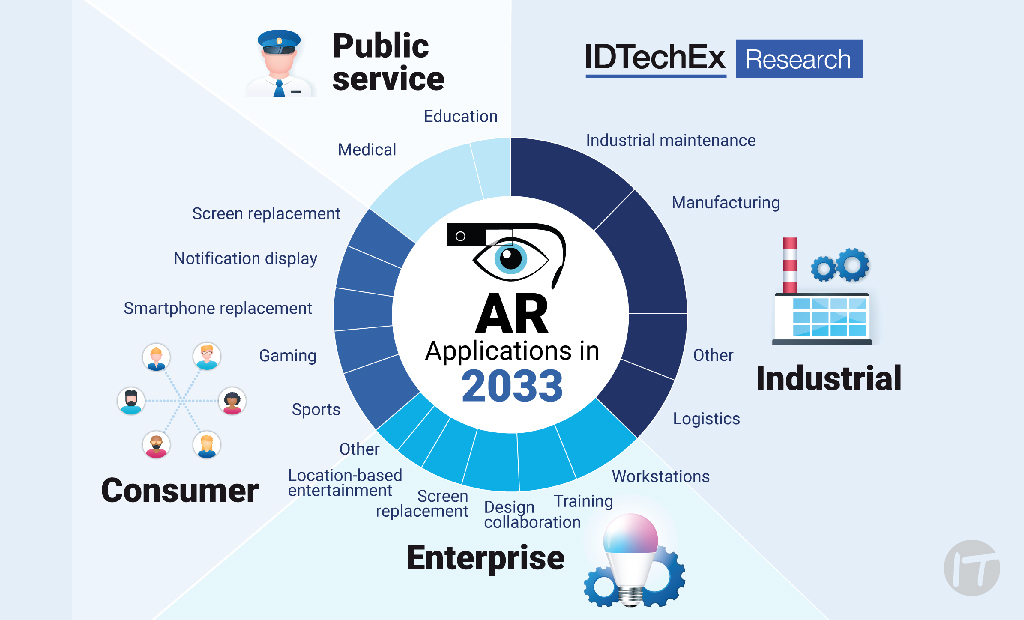 Public
service
IDTechEx Research
Education
Medical
Industrial maintenance
Manufacturing
Screen replacement
Notification display
Smartphone replacement
Gaming
Sports
AR
Applications in
2033
Other
Logistics
Industrial
Consumer
Other
Location-based
entertainment
Screen
replacement
Design
collaboration
Training
Workstations
Enterprise
IT